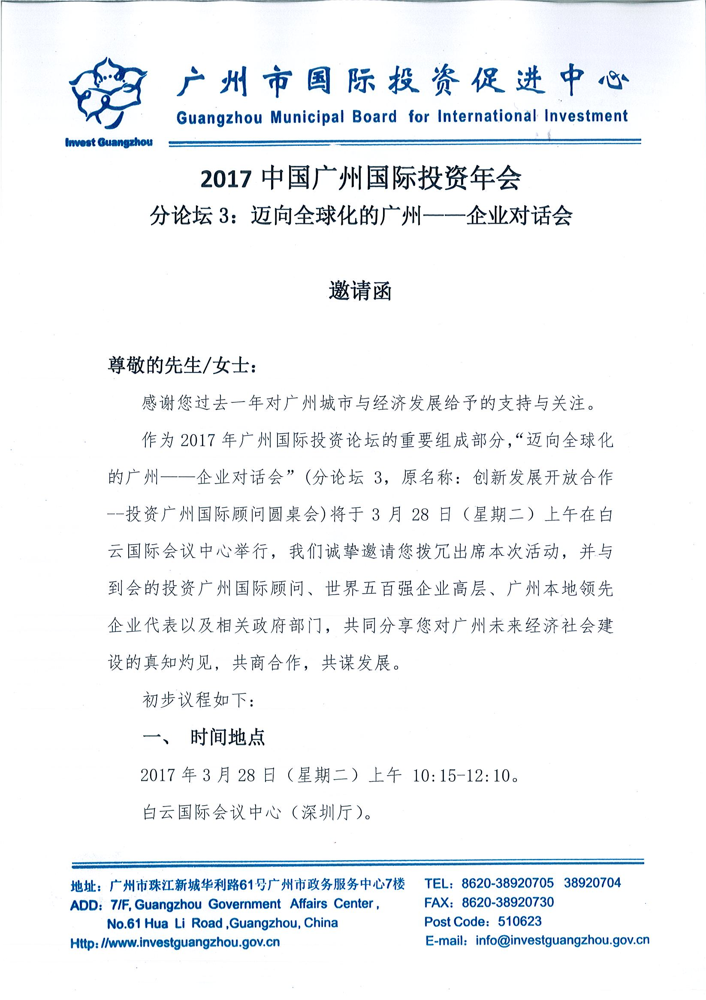 广州市国际投资促进中心
Guangzhou Municipal Board for International Investment
Invest Guangzhou
2017 中国广州国际投资年会
分论坛 3：迈向全球化的广州——企业对话会
邀请函
尊敬的先生/女士：
感谢您过去一年对广州城市与经济发展给予的支持与关注。
作为 2017 年广州国际投资论坛的重要组成部分，“迈向全球化
的广州——企业对话会”(分论坛 3，原名称：创新发展开放合作
--投资广州国际顾问圆桌会)将于 3 月 28 日（星期二）上午在白
云国际会议中心举行，我们诚挚邀请您拨冗出席本次活动，并与
到会的投资广州国际顾问、世界五百强企业高层、广州本地领先
企业代表以及相关政府部门，共同分享您对广州未来经济社会建
设的真知灼见，共商合作，共谋发展。
初步议程如下：
一、 时间地点
2017 年 3 月 28 日（星期二）上午 10:15-12:10。
白云国际会议中心（深圳厅）。
地址：广州市珠江新城华利路61号广州市政务服务中心7楼
ADD: 7/F, Guangzhou Government Affairs Center,
No.61 Hua Li Road ,Guangzhou, China
Http://www.investguangzhou.gov.cn
TEL: 8620-38920705 38920704
FAX: 8620-38920730
Post Code: 510623
E-mail: info@investguangzhou.gov.cn